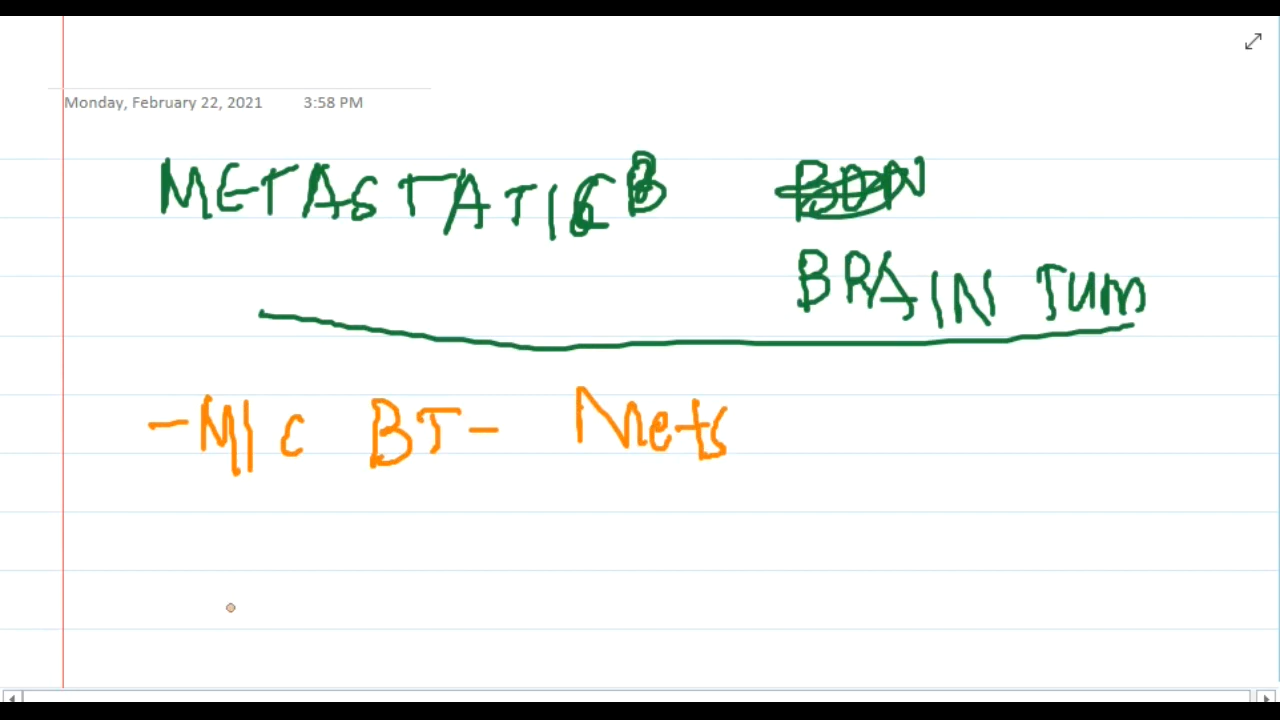 Monday, February 22, 2021 3:58 PM
METASTATIC B
BRAIN TUM
- M/C BT - Mets